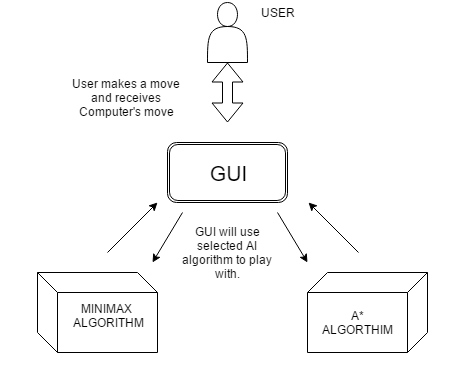 USER
User makes a move
and receives
Computer's move
GUI
GUI will use
selected AI
algorithm to play
with.
MINIMAX
ALGORITHM
A*
ALGORTHIM